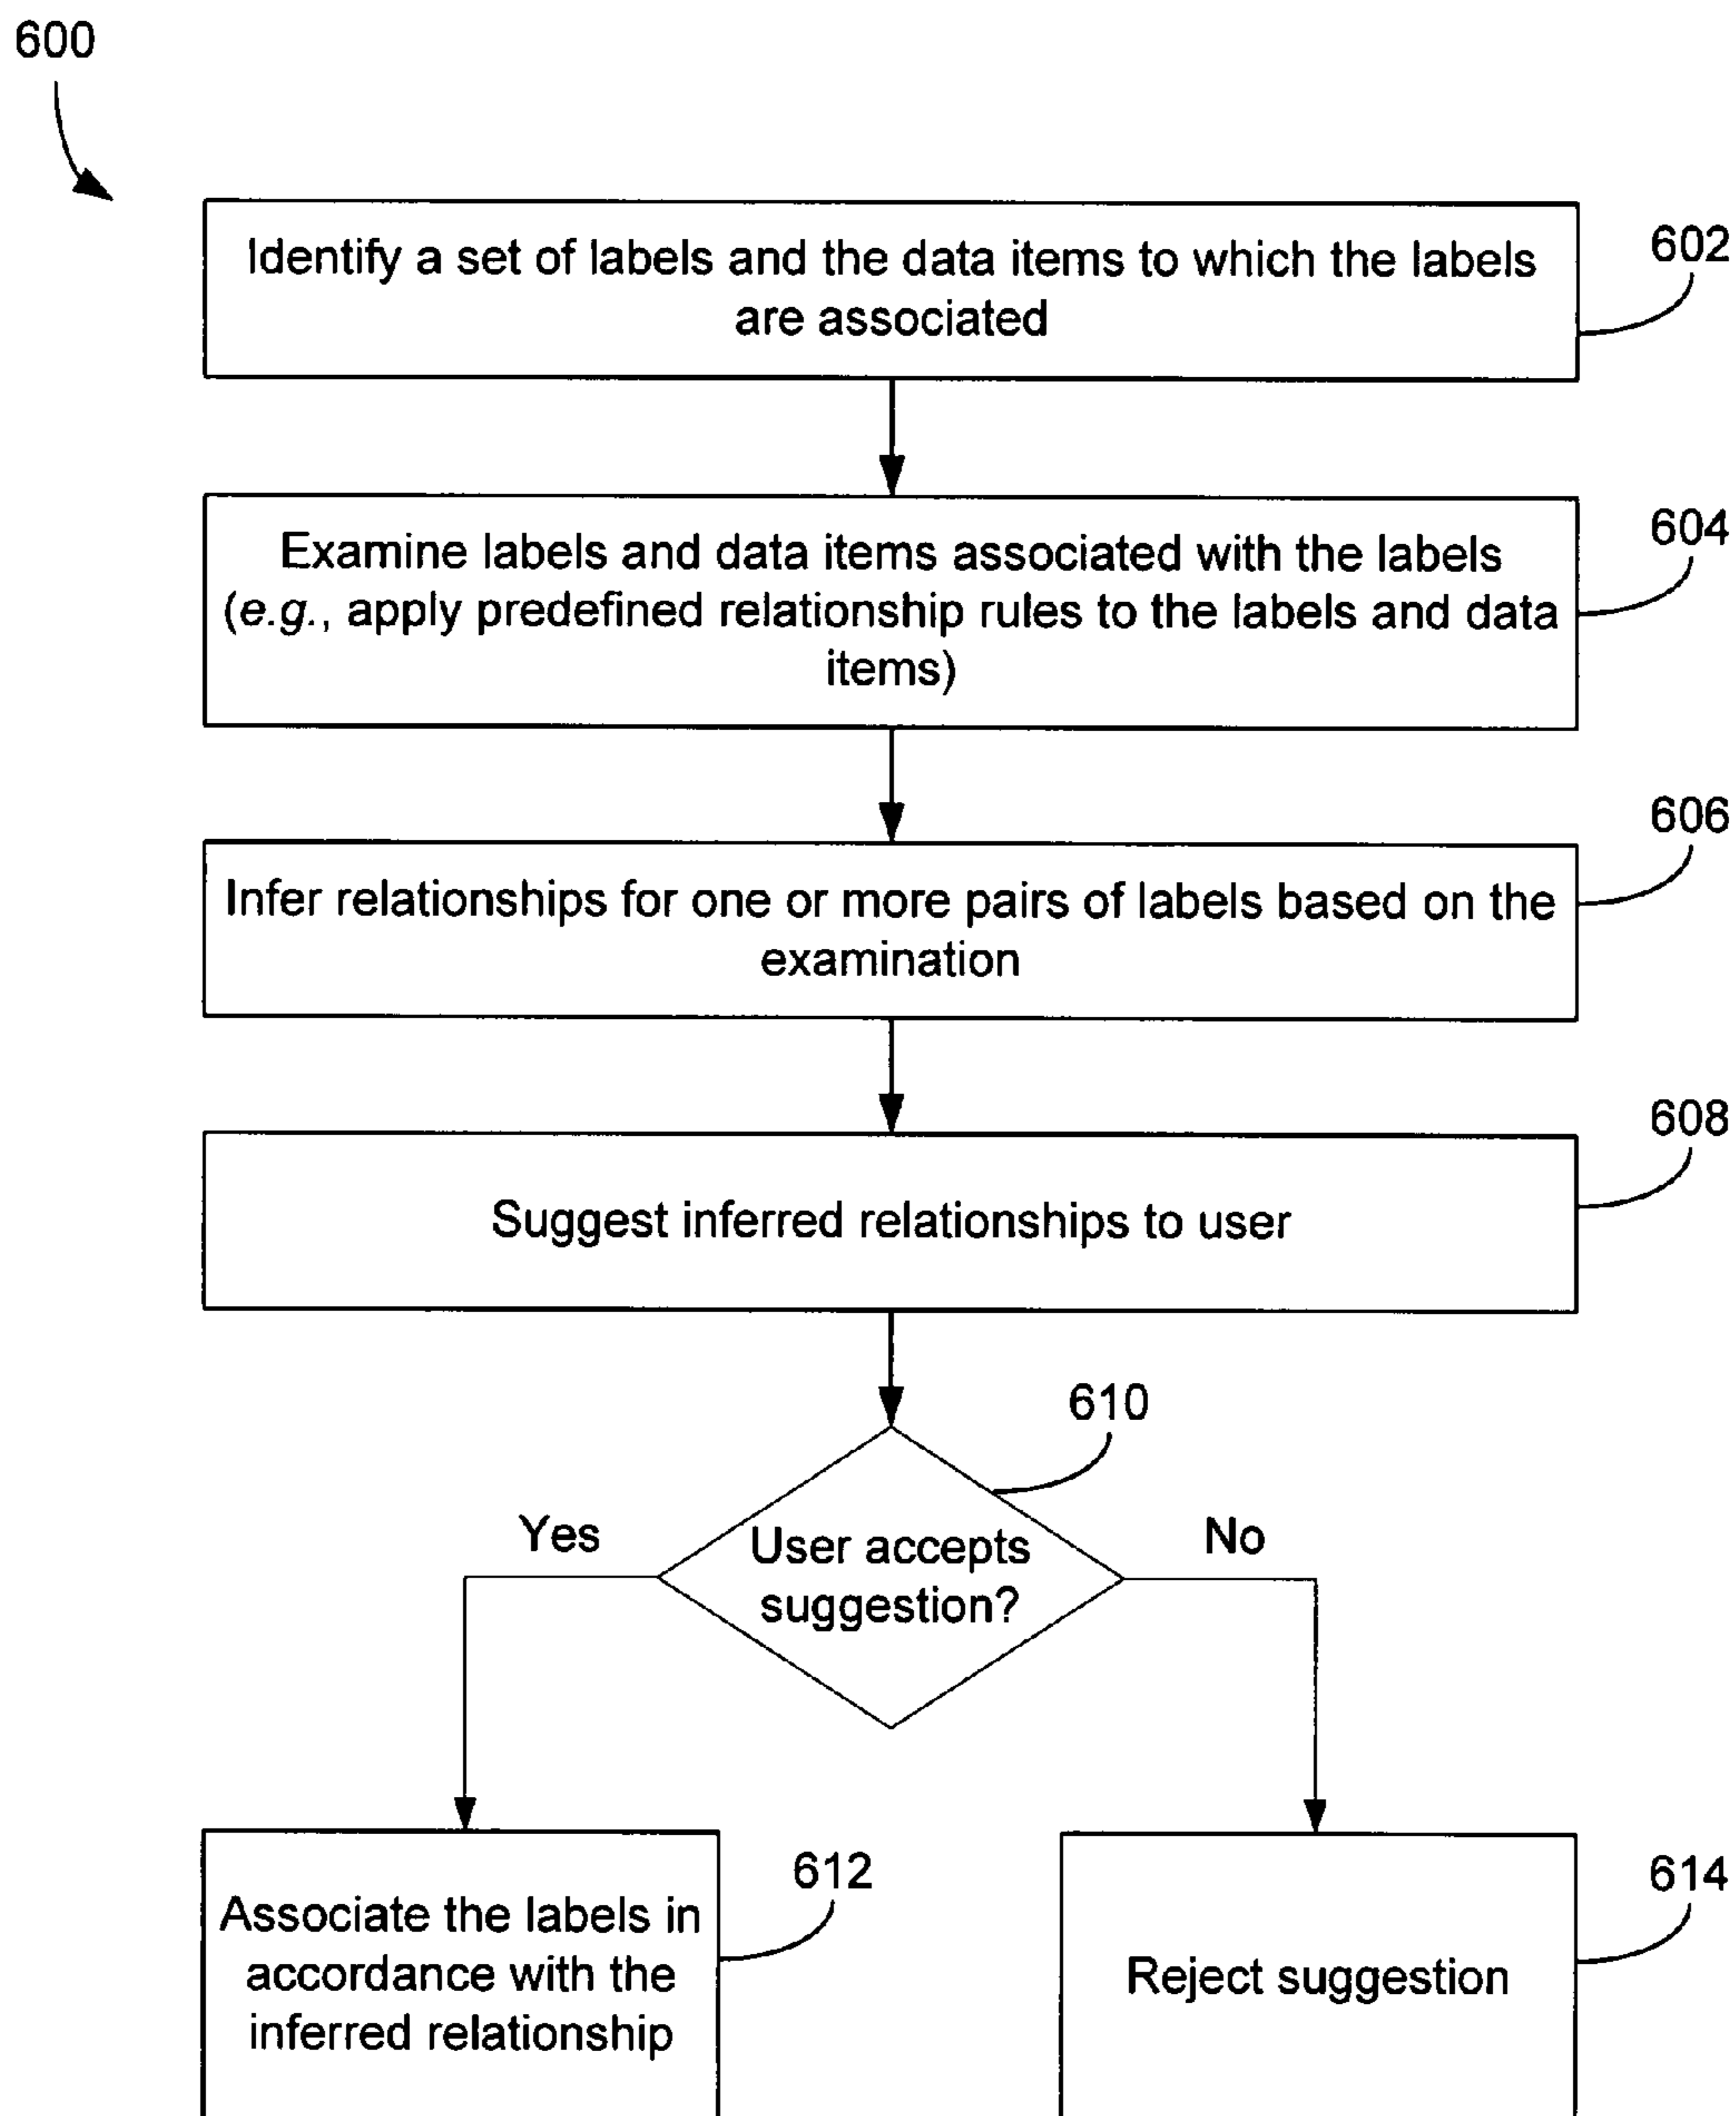 600
Identify a set of labels and the data items to which the labels
are associated
602
Examine labels and data items associated with the labels
(e.g., apply predefined relationship rules to the labels and data
items)
604
Infer relationships for one or more pairs of labels based on the
examination
606
Suggest inferred relationships to user
608
User accepts
suggestion?
610
Yes
No
Associate the labels in
accordance with the
inferred relationship
612
Reject suggestion
614